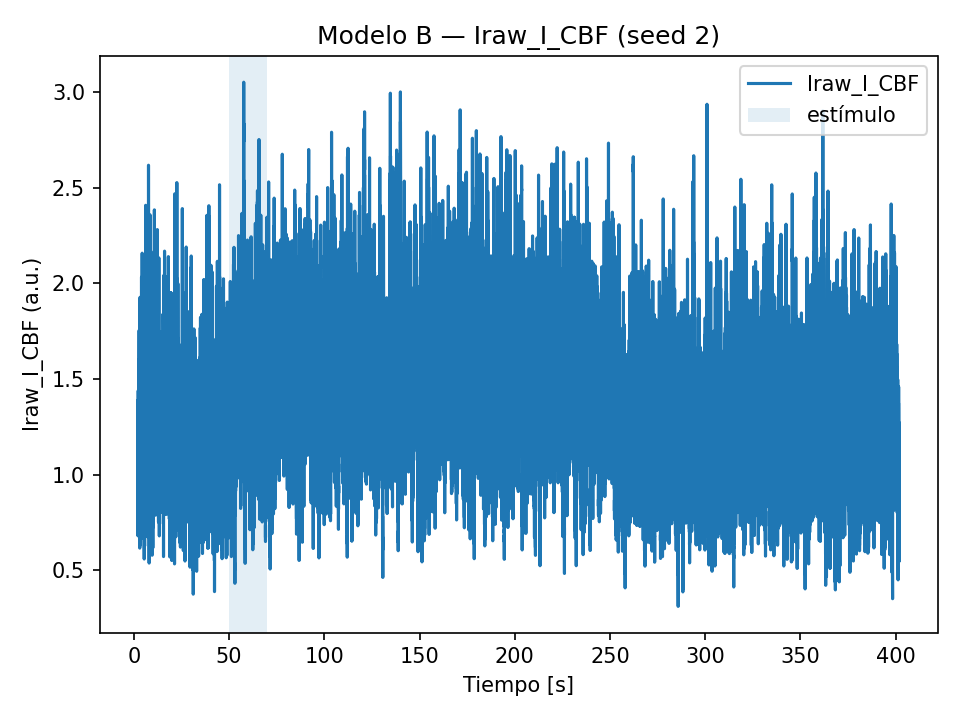 Modelo B — Iraw_I_CBF (seed 2)
Iraw_I_CBF
estímulo
Iraw_I_CBF (a.u.)
3.0
2.5
2.0
1.5
1.0
0.5
0 50 100 150 200 250 300 350 400
Tiempo [s]